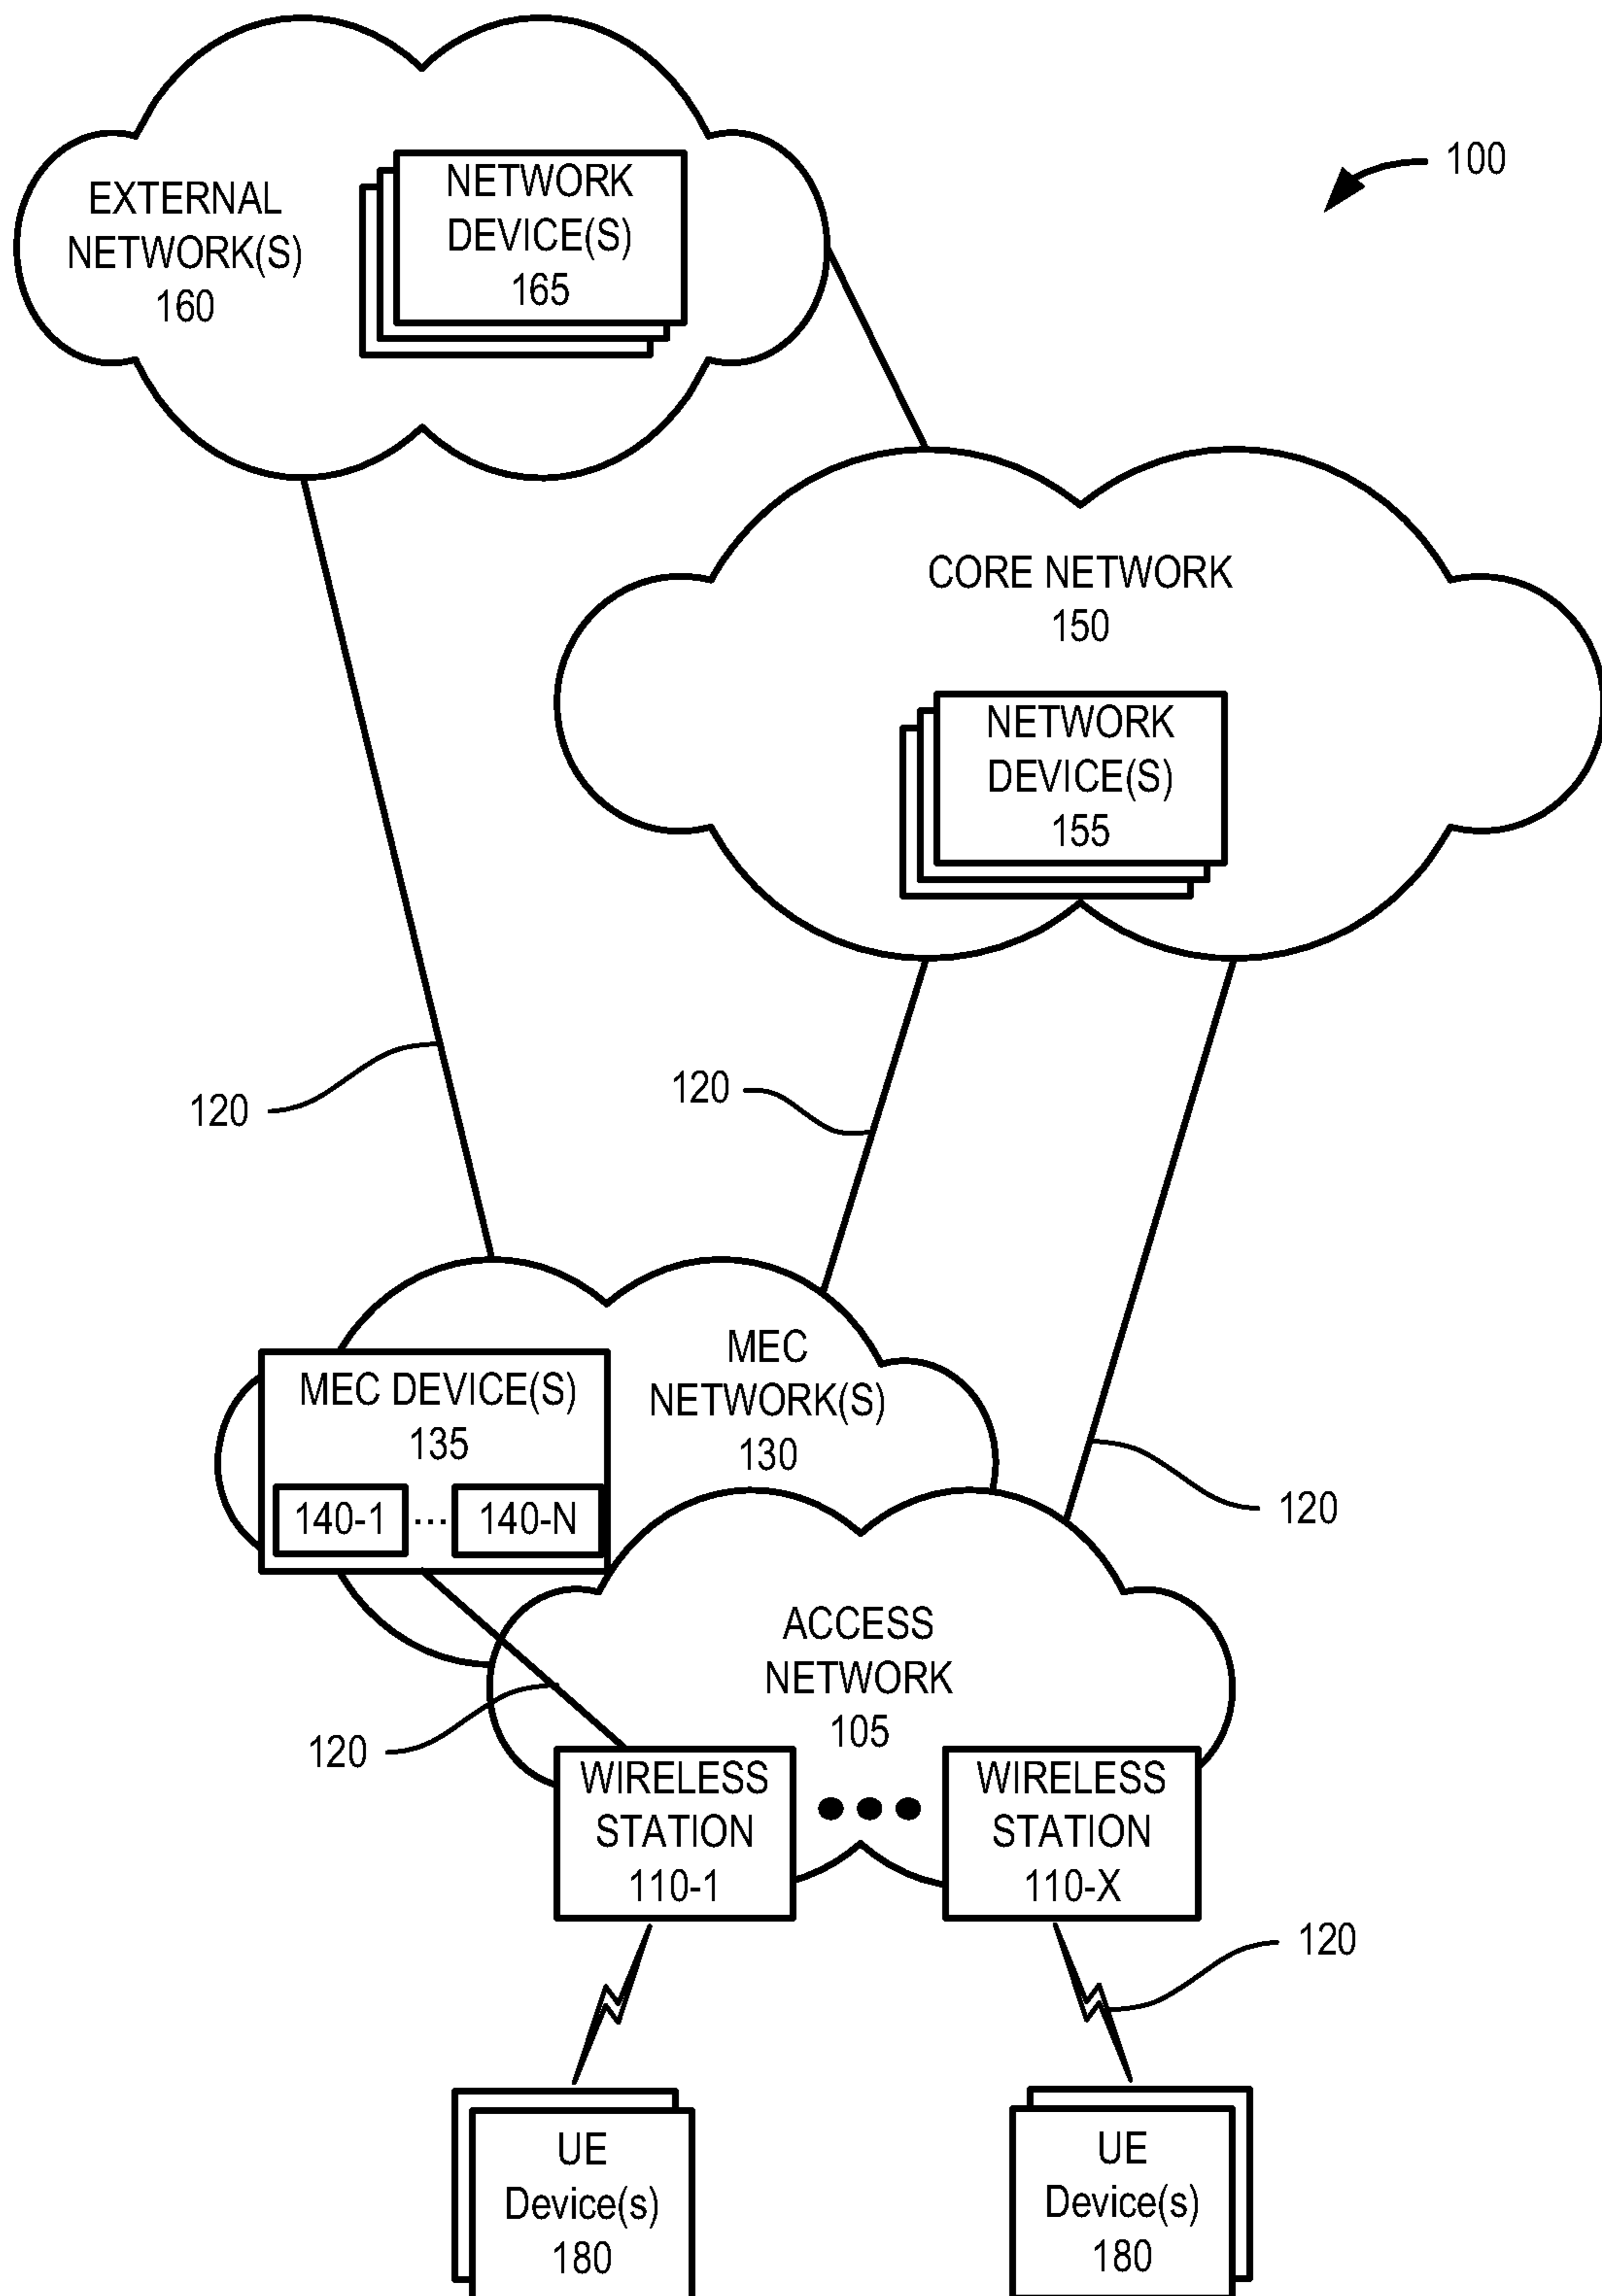 100
EXTERNAL
NETWORK(S)
160
NETWORK
DEVICE(S)
165
CORE NETWORK
150
NETWORK
DEVICE(S)
155
120
120
MEC
NETWORK(S)
130
MEC DEVICE(S)
135
140-1 ... 140-N
120
ACCESS
NETWORK
105
120
WIRELESS
STATION
110-1
WIRELESS
STATION
110-X
120
UE
Device(s)
180
UE
Device(s)
180